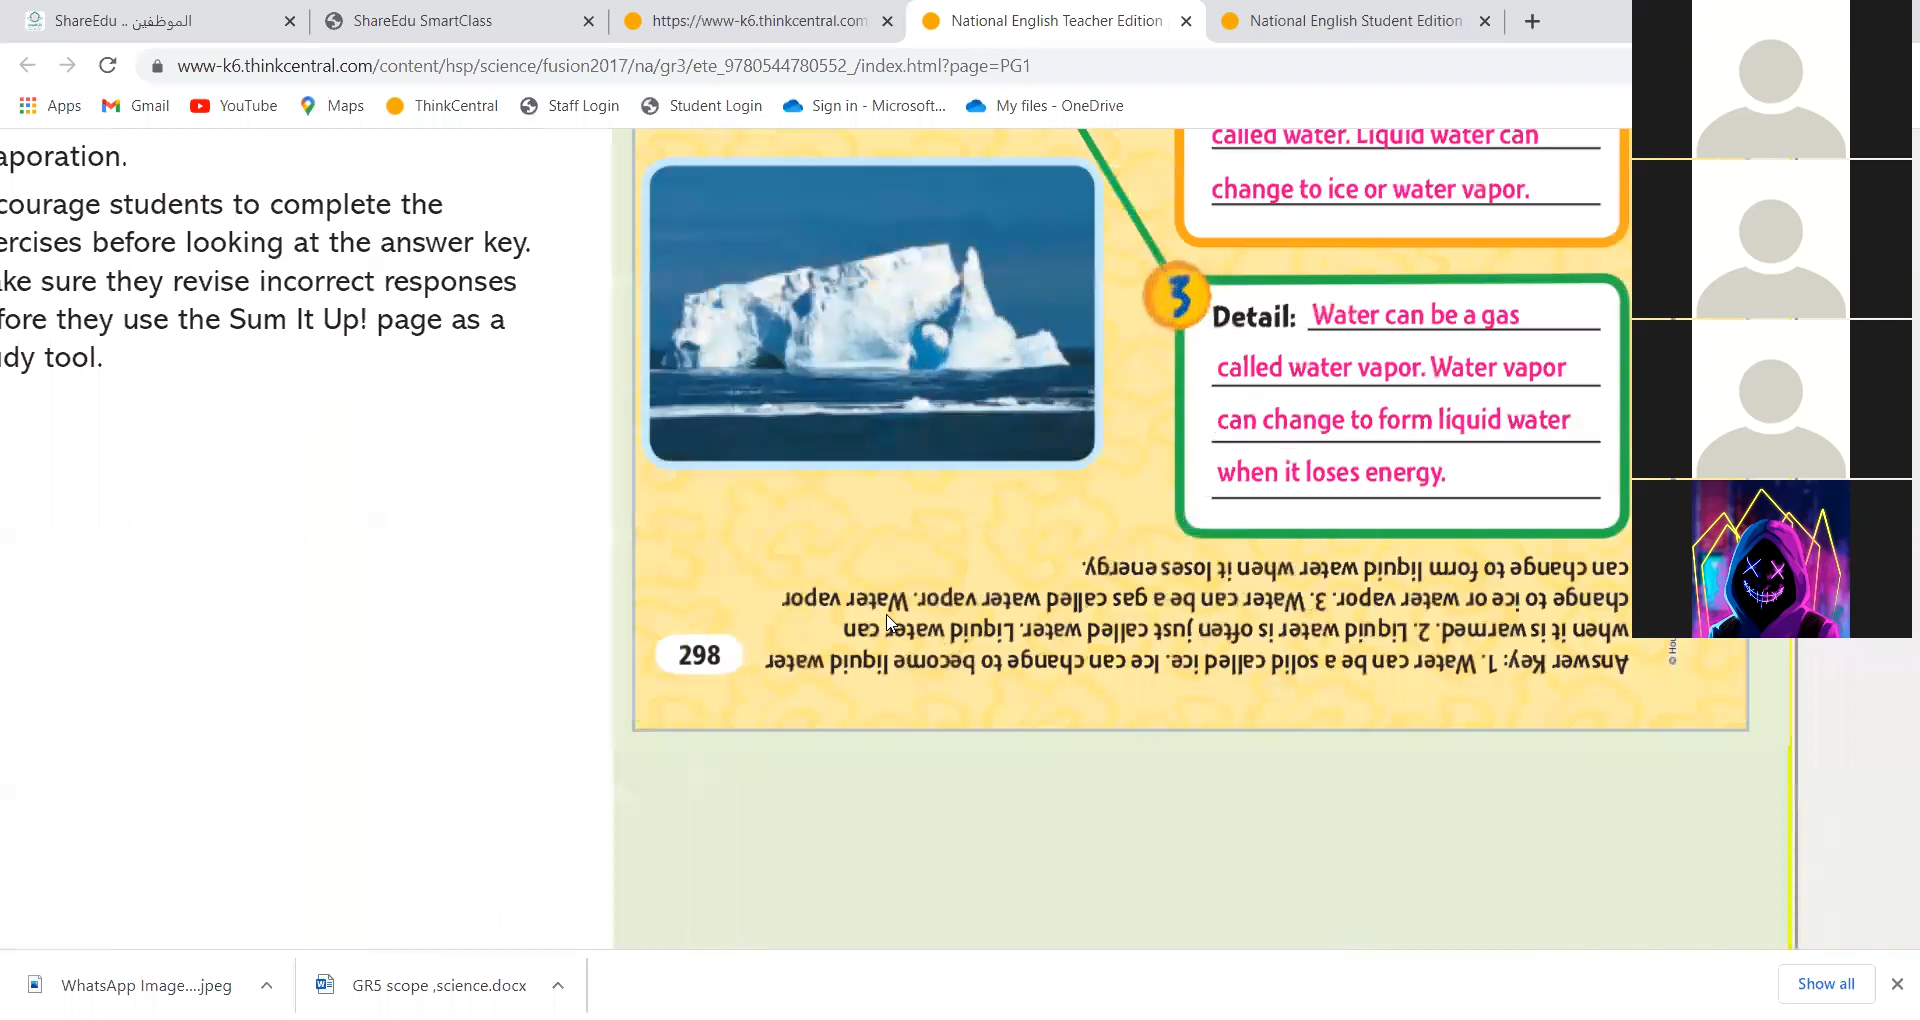 ShareEdu .. الموظفين
ShareEdu SmartClass
https://www-k6.thinkcentral.com
National English Teacher Edition
National English Student Edition
www-k6.thinkcentral.com/content/hsp/science/fusion2017/na/gr3/ete_9780544780552_/index.html?page=PG1
Apps Gmail YouTube Maps ThinkCentral Staff Login Student Login Sign in - Microsoft... My files - OneDrive
aporation.
courage students to complete the
ercises before looking at the answer key.
ke sure they revise incorrect responses
fore they use the Sum It Up! page as a
udy tool.
called water. Liquid water can
change to ice or water vapor.
3
Detail: Water can be a gas
called water vapor. Water vapor
can change to form liquid water
when it loses energy.
Answer Key: 1. Water can be a solid called ice. Ice can change to become liquid water
when it is warmed. 2. Liquid water is often just called water. Liquid water can
change to ice or water vapor. 3. Water can be a gas called water vapor. Water vapor
can change to form liquid water when it loses energy.
298
© Hou
WhatsApp Image....jpeg
GR5 scope ,science.docx
Show all